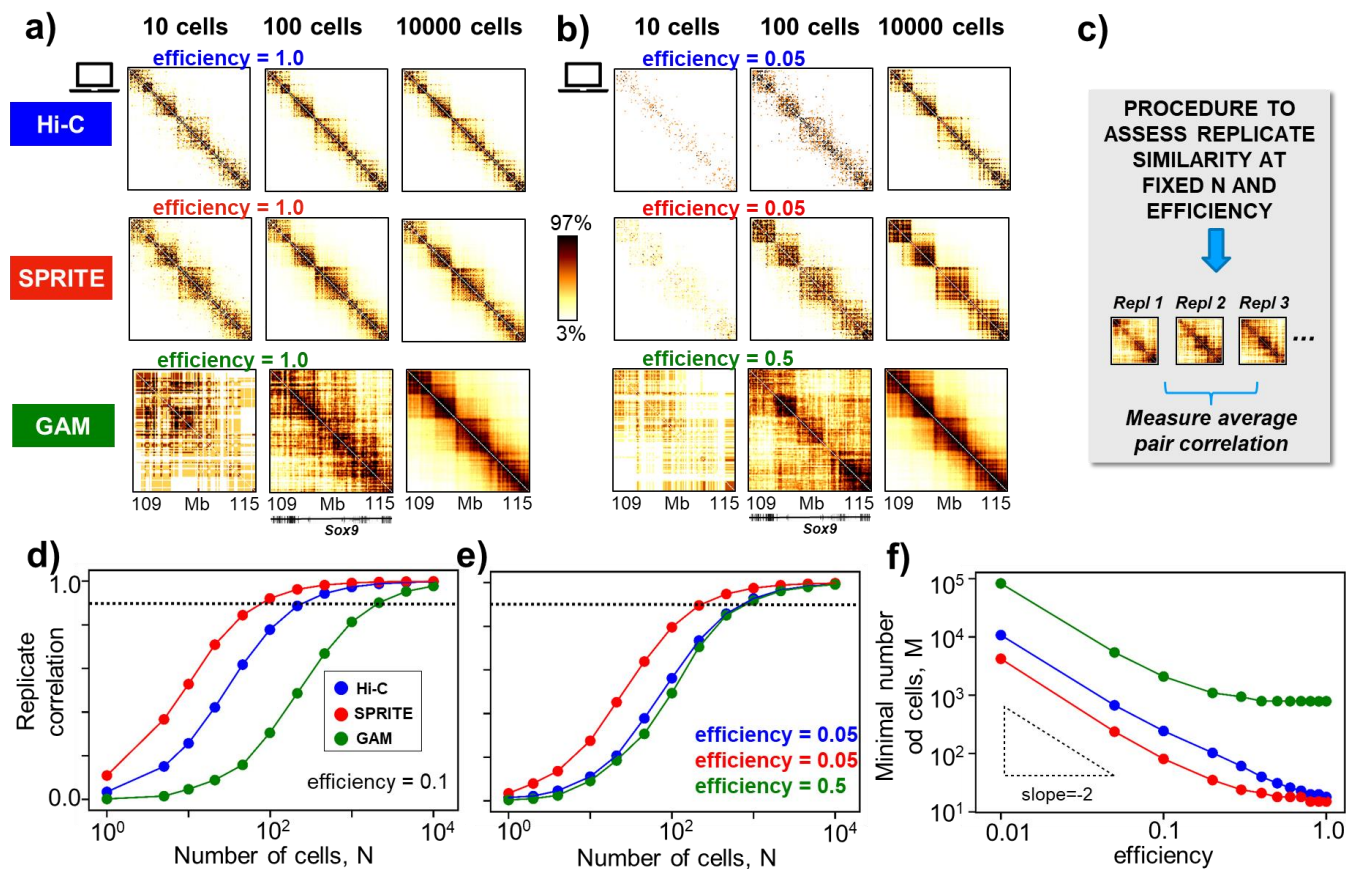 a)
10 cells 100 cells 10000 cells
efficiency = 1.0
Hi-C
efficiency = 1.0
SPRITE
efficiency = 1.0
GAM
109 Mb 115
109 Mb 115
109 Mb 115
Sox9
b)
10 cells 100 cells 10000 cells
efficiency = 0.05
efficiency = 0.05
97%
3%
efficiency = 0.5
109 Mb 115
109 Mb 115
109 Mb 115
Sox9
c)
PROCEDURE TO
ASSESS REPLICATE
SIMILARITY AT
FIXED N AND
EFFICIENCY
Repl 1 Repl 2 Repl 3 ...
Measure average
pair correlation
d)
Replicate
correlation
1.0
0.0
Hi-C
SPRITE
GAM
efficiency = 0.1
10^0 10^2 10^4
Number of cells, N
e)
efficiency = 0.05
efficiency = 0.05
efficiency = 0.5
10^0 10^2 10^4
Number of cells, N
f)
Minimal number
od cells, M
10^5
10^4
10^3
10^2
10^1
slope=-2
0.01 0.1 1.0
efficiency